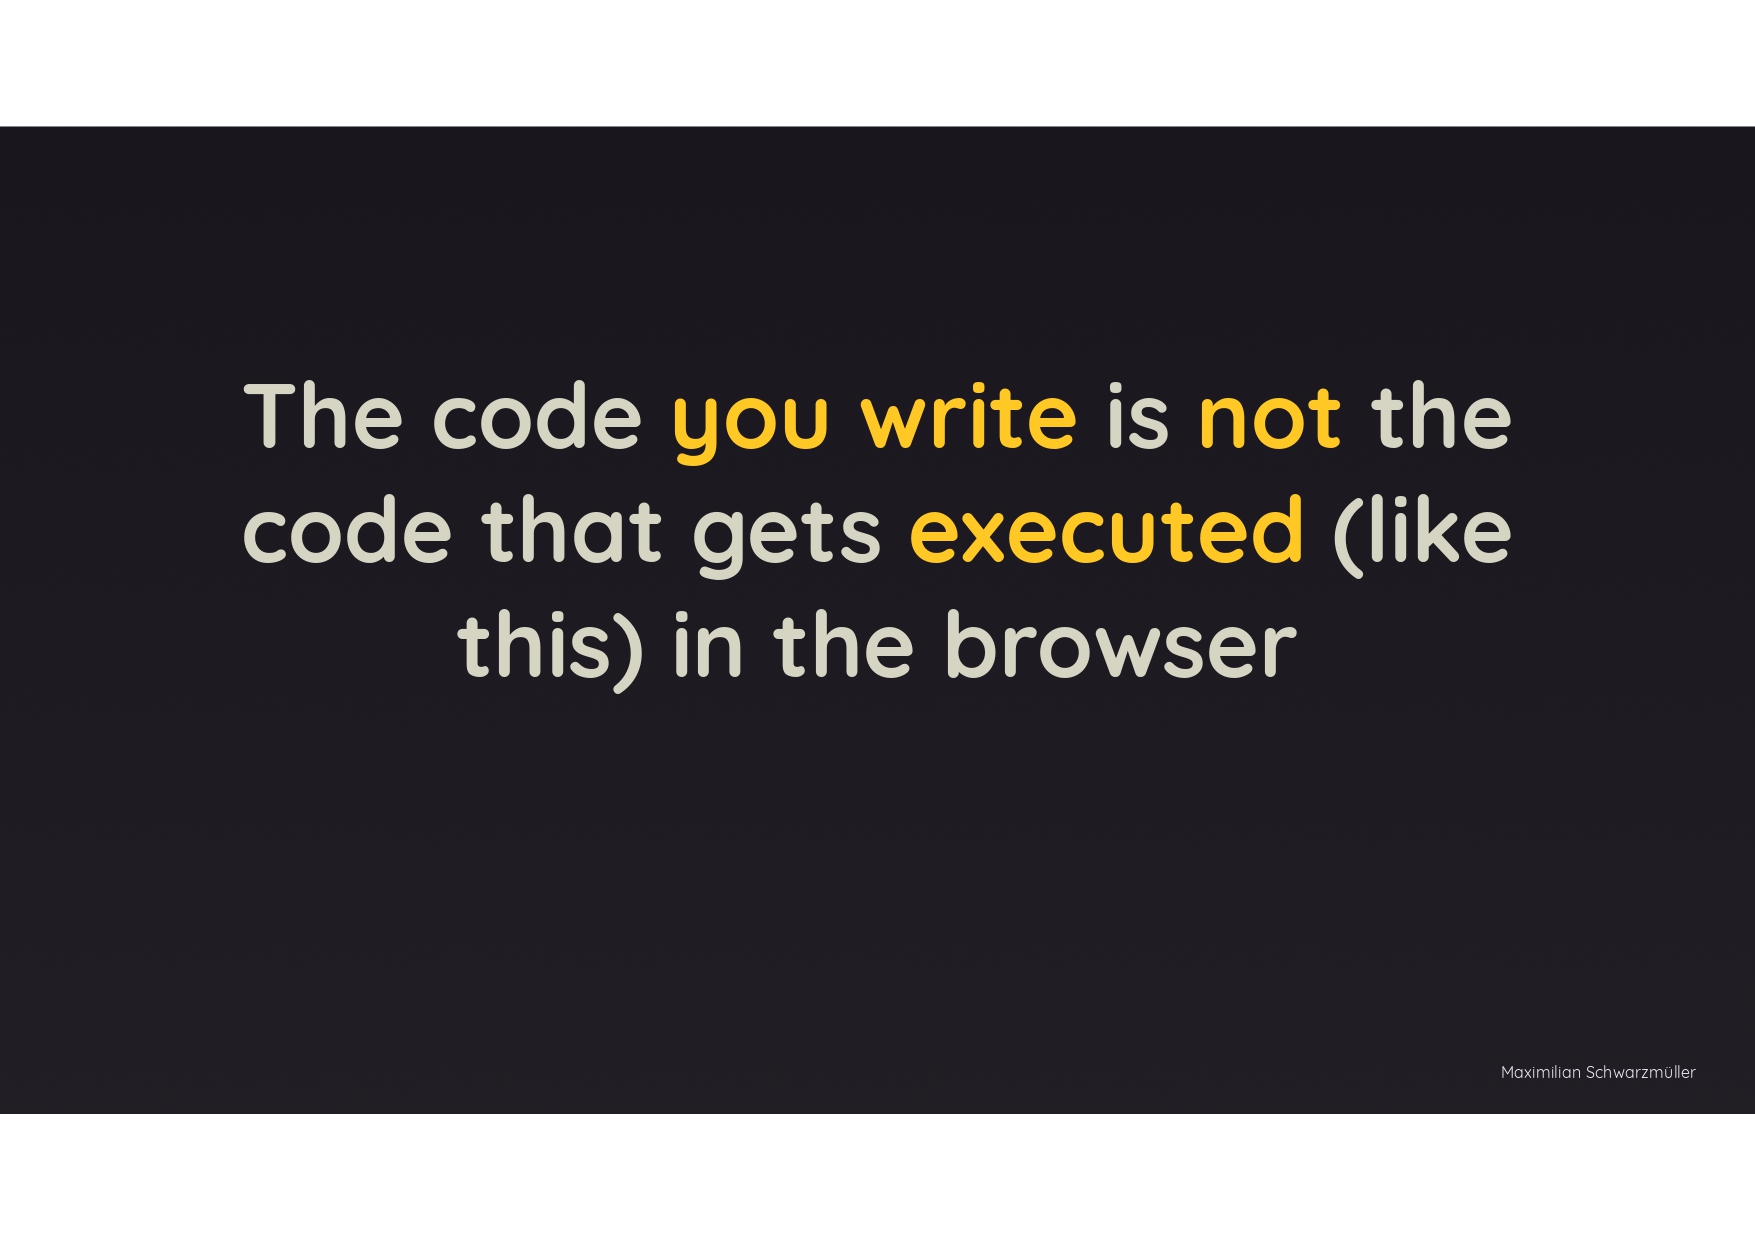 The code you write is not the
code that gets executed (like
this) in the browser
Maximilian Schwarzmüller